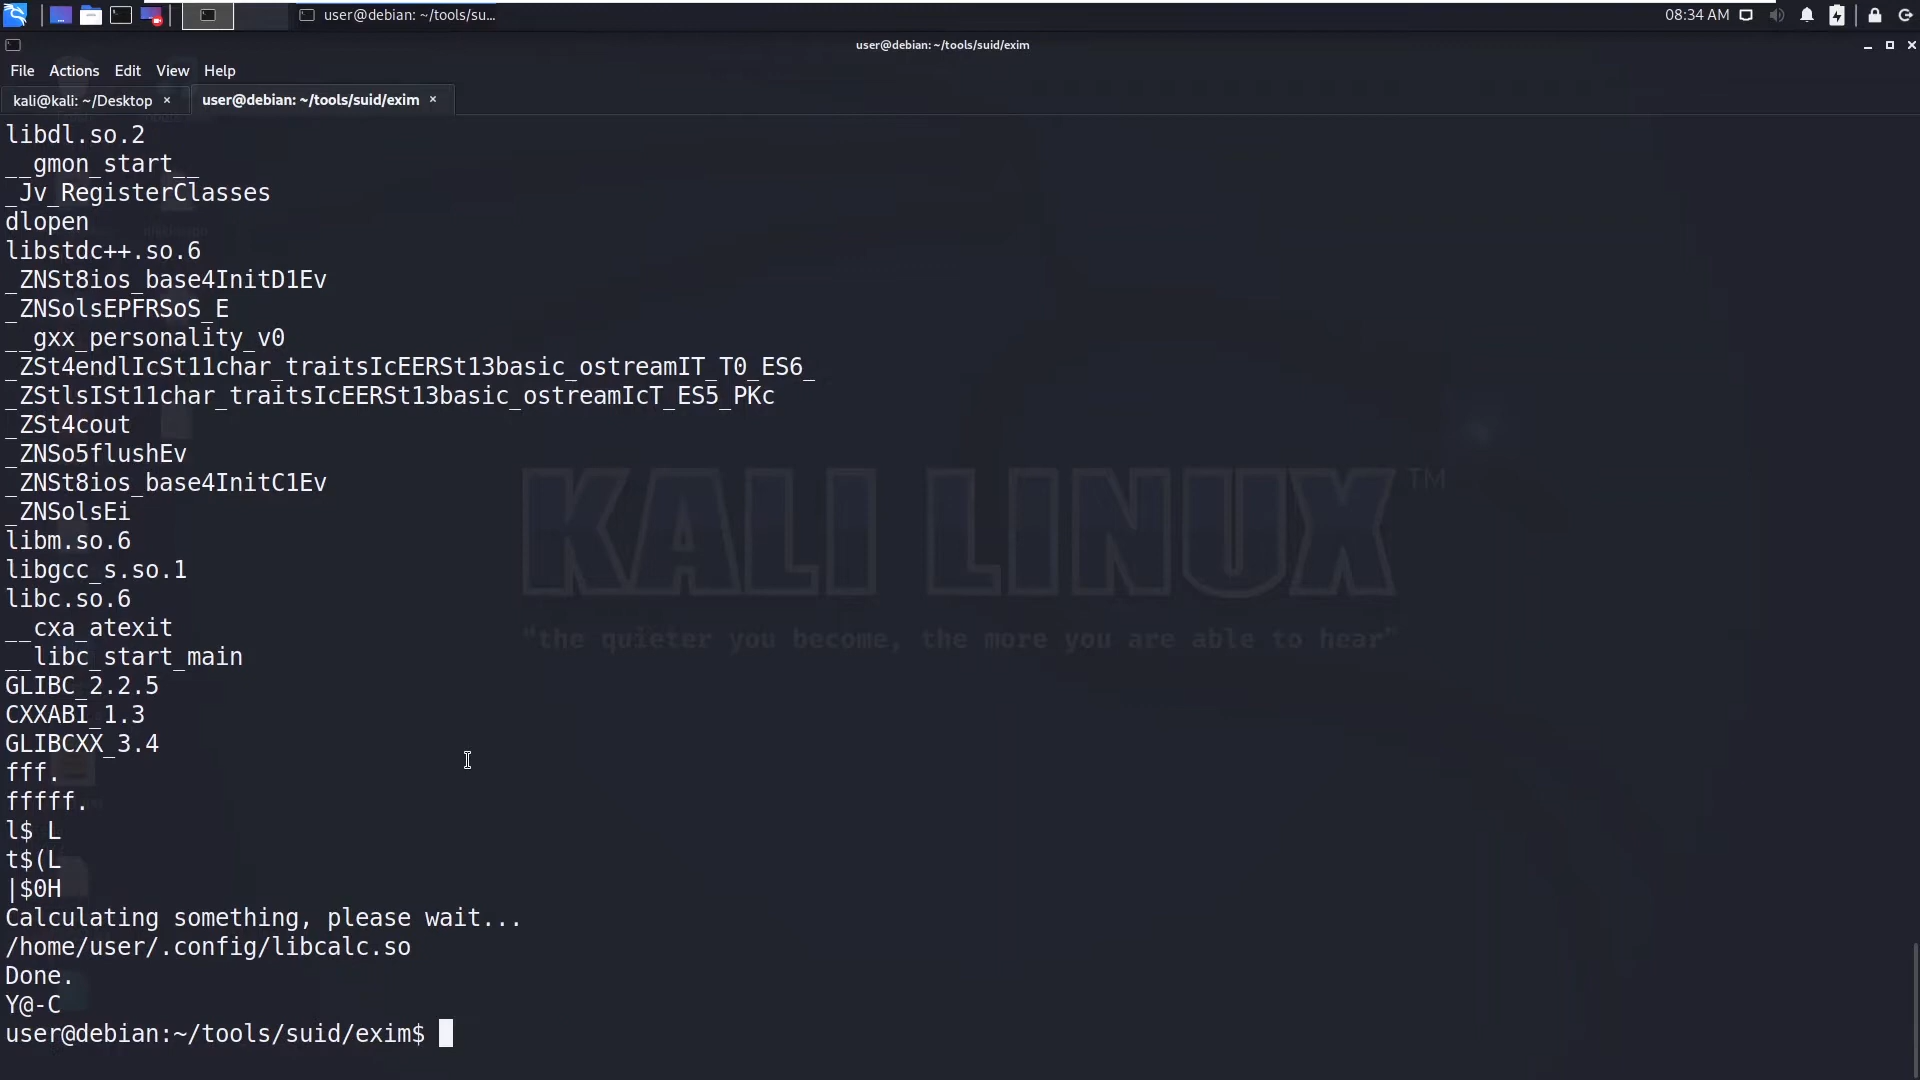 user@debian: ~/tools/su...
08:34 AM
user@debian: ~/tools/suid/exim
File Actions Edit View Help
kali@kali: ~/Desktop × user@debian: ~/tools/suid/exim ×
libdl.so.2
__gmon_start__
_Jv_RegisterClasses
dlopen
libstdc++.so.6
_ZNSt8ios_base4InitD1Ev
_ZNSolsEPFRSoS_E
__gxx_personality_v0
_ZSt4endlIcSt11char_traitsIcEERSt13basic_ostreamIT_T0_ES6_
_ZStlsISt11char_traitsIcEERSt13basic_ostreamIcT_ES5_PKc
_ZSt4cout
_ZNSo5flushEv
_ZNSt8ios_base4InitC1Ev
_ZNSolsEi
libm.so.6
libgcc_s.so.1
libc.so.6
__cxa_atexit
__libc_start_main
GLIBC_2.2.5
CXXABI_1.3
GLIBCXX_3.4
fff.
fffff.
l$ L
t$(L
|$0H
Calculating something, please wait...
/home/user/.config/libcalc.so
Done.
Y@-C
user@debian:~/tools/suid/exim$
KALI LINUX™
"the quieter you become, the more you are able to hear"